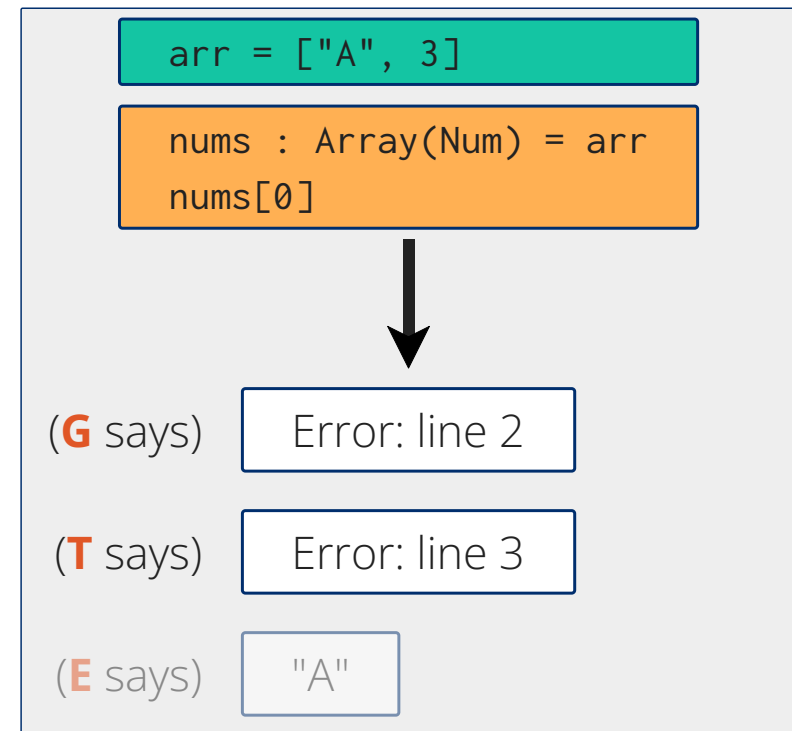 arr = ["A", 3]
nums : Array(Num) = arr
nums[0]
(G says) Error: line 2
(T says) Error: line 3
(E says) "A"